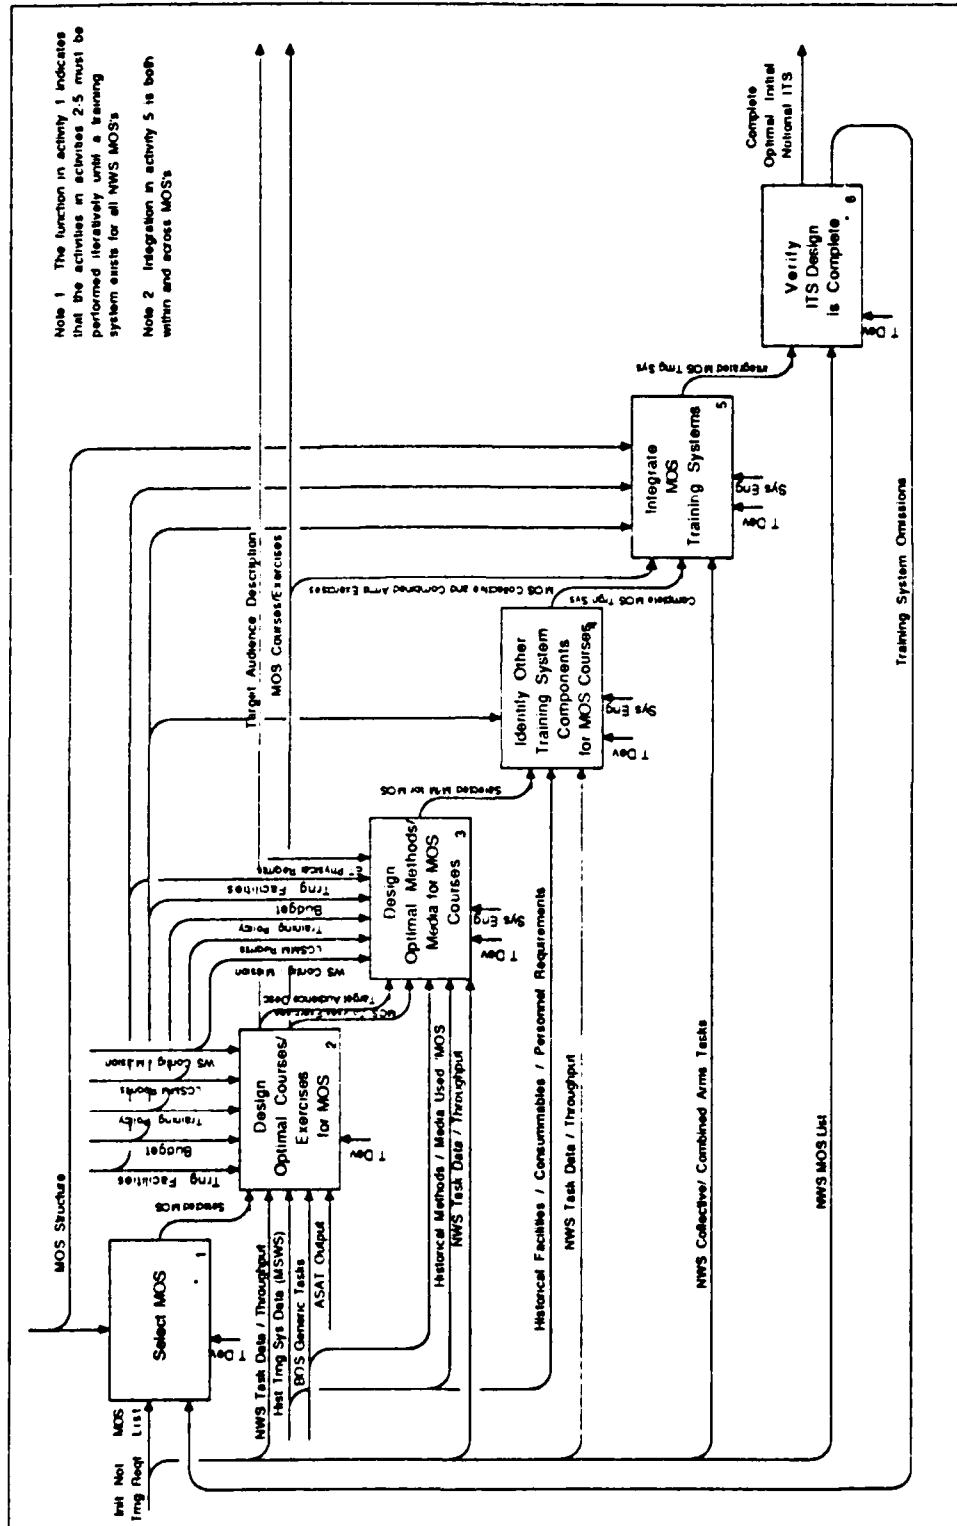 Note 1 The function in activity 1 indicates
that the activities in activities 2-5 must be
performed iteratively until a training
system exists for all NWS MOS's
Note 2 Integration in activity 5 is both
within and across MOS's
MOS Structure
Init Not
Trng Reqt
MOS
List
Select MOS
1
T Dev
Selected MOS
Trng Facilities
Budget
Training Policy
LCSMM Reqmts
WS Config / Mission
NWS Task Data / Throughput
Hist Trng Sys Data (MSWS)
BOS Generic Tasks
ASAT Output
Design
Optimal Courses/
Exercises
for MOS
2
T Dev
Target Audience Desc
MOS
Target Audience Description
MOS Courses/Exercises
WS Config / Mission
LCSMM Reqmts
Training Policy
Budget
Trng Facilities
Physical Reqmts
Historical Methods / Media Used MOS
NWS Task Data / Throughput
Design
Optimal Methods/
Media for MOS
Courses
3
T Dev
Sys Eng
Selected M/M for MOS
Historical Facilities / Consummables / Personnel Requirements
NWS Task Data / Throughput
Identify Other
Training System
Components
for MOS Courses
4
T Dev
Sys Eng
MOS Collective and Combined Arms Exercises
Complete MOS Trgn Sys
NWS Collective/ Combined Arms Tasks
Integrate
MOS
Training Systems
5
T Dev
Sys Eng
Integrated MOS Trng Sys
NWS MOS List
Verify
ITS Design
is Complete
6
T Dev
Complete
Optimal Initial
Notional ITS
Training System Omissions